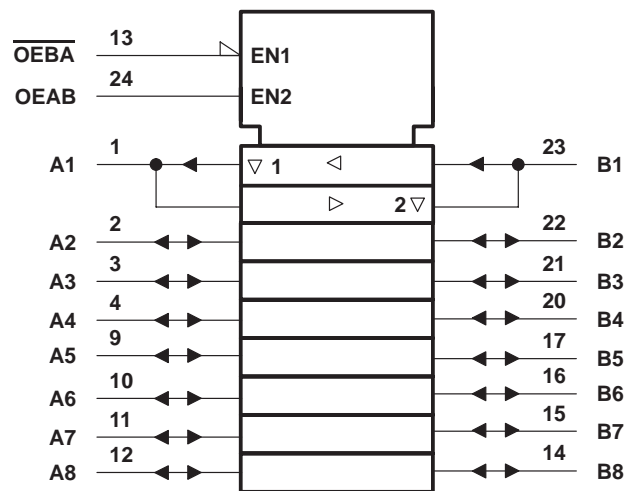 OEBA 13 EN1
OEAB 24 EN2
A1 1 ▽ 1 ◁ 23 B1
▷ 2 ▽
A2 2 22 B2
A3 3 21 B3
A4 4 20 B4
A5 9 17 B5
A6 10 16 B6
A7 11 15 B7
A8 12 14 B8